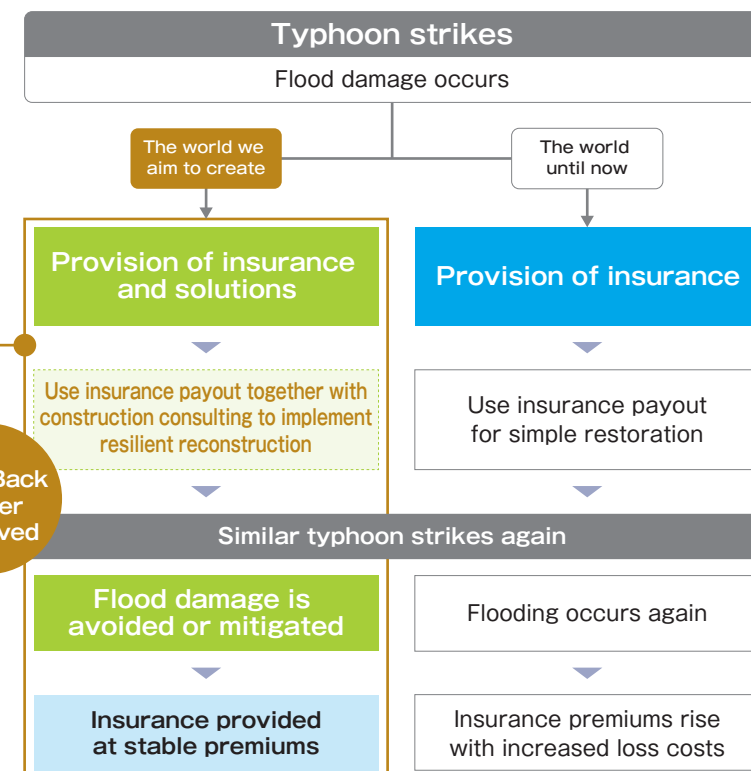 Typhoon strikes
Flood damage occurs
The world we
aim to create
The world
until now
Provision of insurance
and solutions
Provision of insurance
Use insurance payout together with
construction consulting to implement
resilient reconstruction
Use insurance payout
for simple restoration
Back
Similar typhoon strikes again
Flood damage is
avoided or mitigated
Flooding occurs again
Insurance provided
at stable premiums
Insurance premiums rise
with increased loss costs